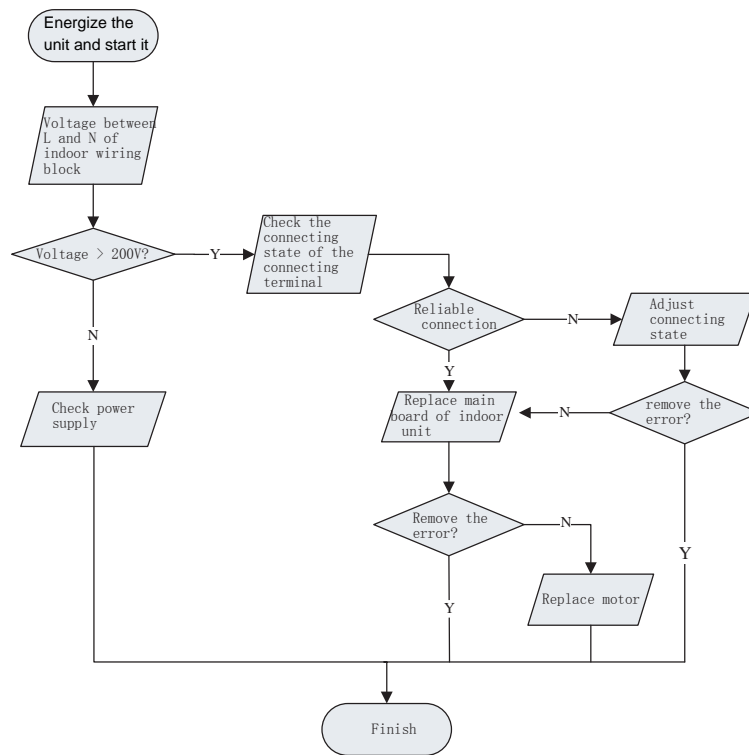 Energize the
unit and start it
Voltage between
L and N of
indoor wiring
block
Voltage > 200V?
Y
Check the
connecting
state of the
connecting
terminal
N
Reliable
connection
N
Adjust
connecting
state
Y
Check power
supply
Replace main
board of indoor
unit
N
remove the
error?
Remove the
error?
N
Y
Replace motor
Y
Finish